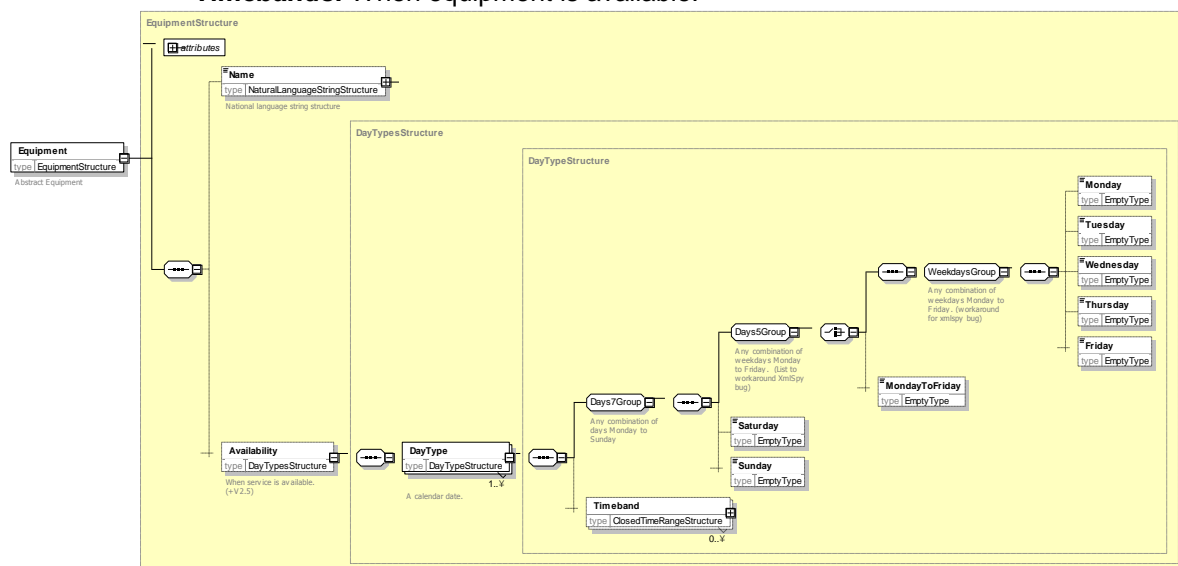 Timebands: When equipment is available.
EquipmentStructure
attributes
Name
type NaturalLanguageStringStructure
National language string structure
DayTypesStructure
Equipment
type EquipmentStructure
Abstract Equipment
DayTypeStructure
Monday
type EmptyType
Tuesday
type EmptyType
Wednesday
type EmptyType
WeekdaysGroup
Any combination of
weekdays Monday to
Friday. (workaround
for xmlspy bug)
Thursday
type EmptyType
Friday
type EmptyType
Days5Group
Any combination of
weekdays Monday
to Friday. (List to
workaround XmlSpy
bug)
MondayToFriday
type EmptyType
Days7Group
Any combination of
days Monday to
Sunday
Saturday
type EmptyType
Sunday
type EmptyType
Availability
type DayTypesStructure
When service is available.
(+V2.5)
DayType
type DayTypeStructure
1..¥
A calendar date.
Timeband
type ClosedTimeRangeStructure
0..¥